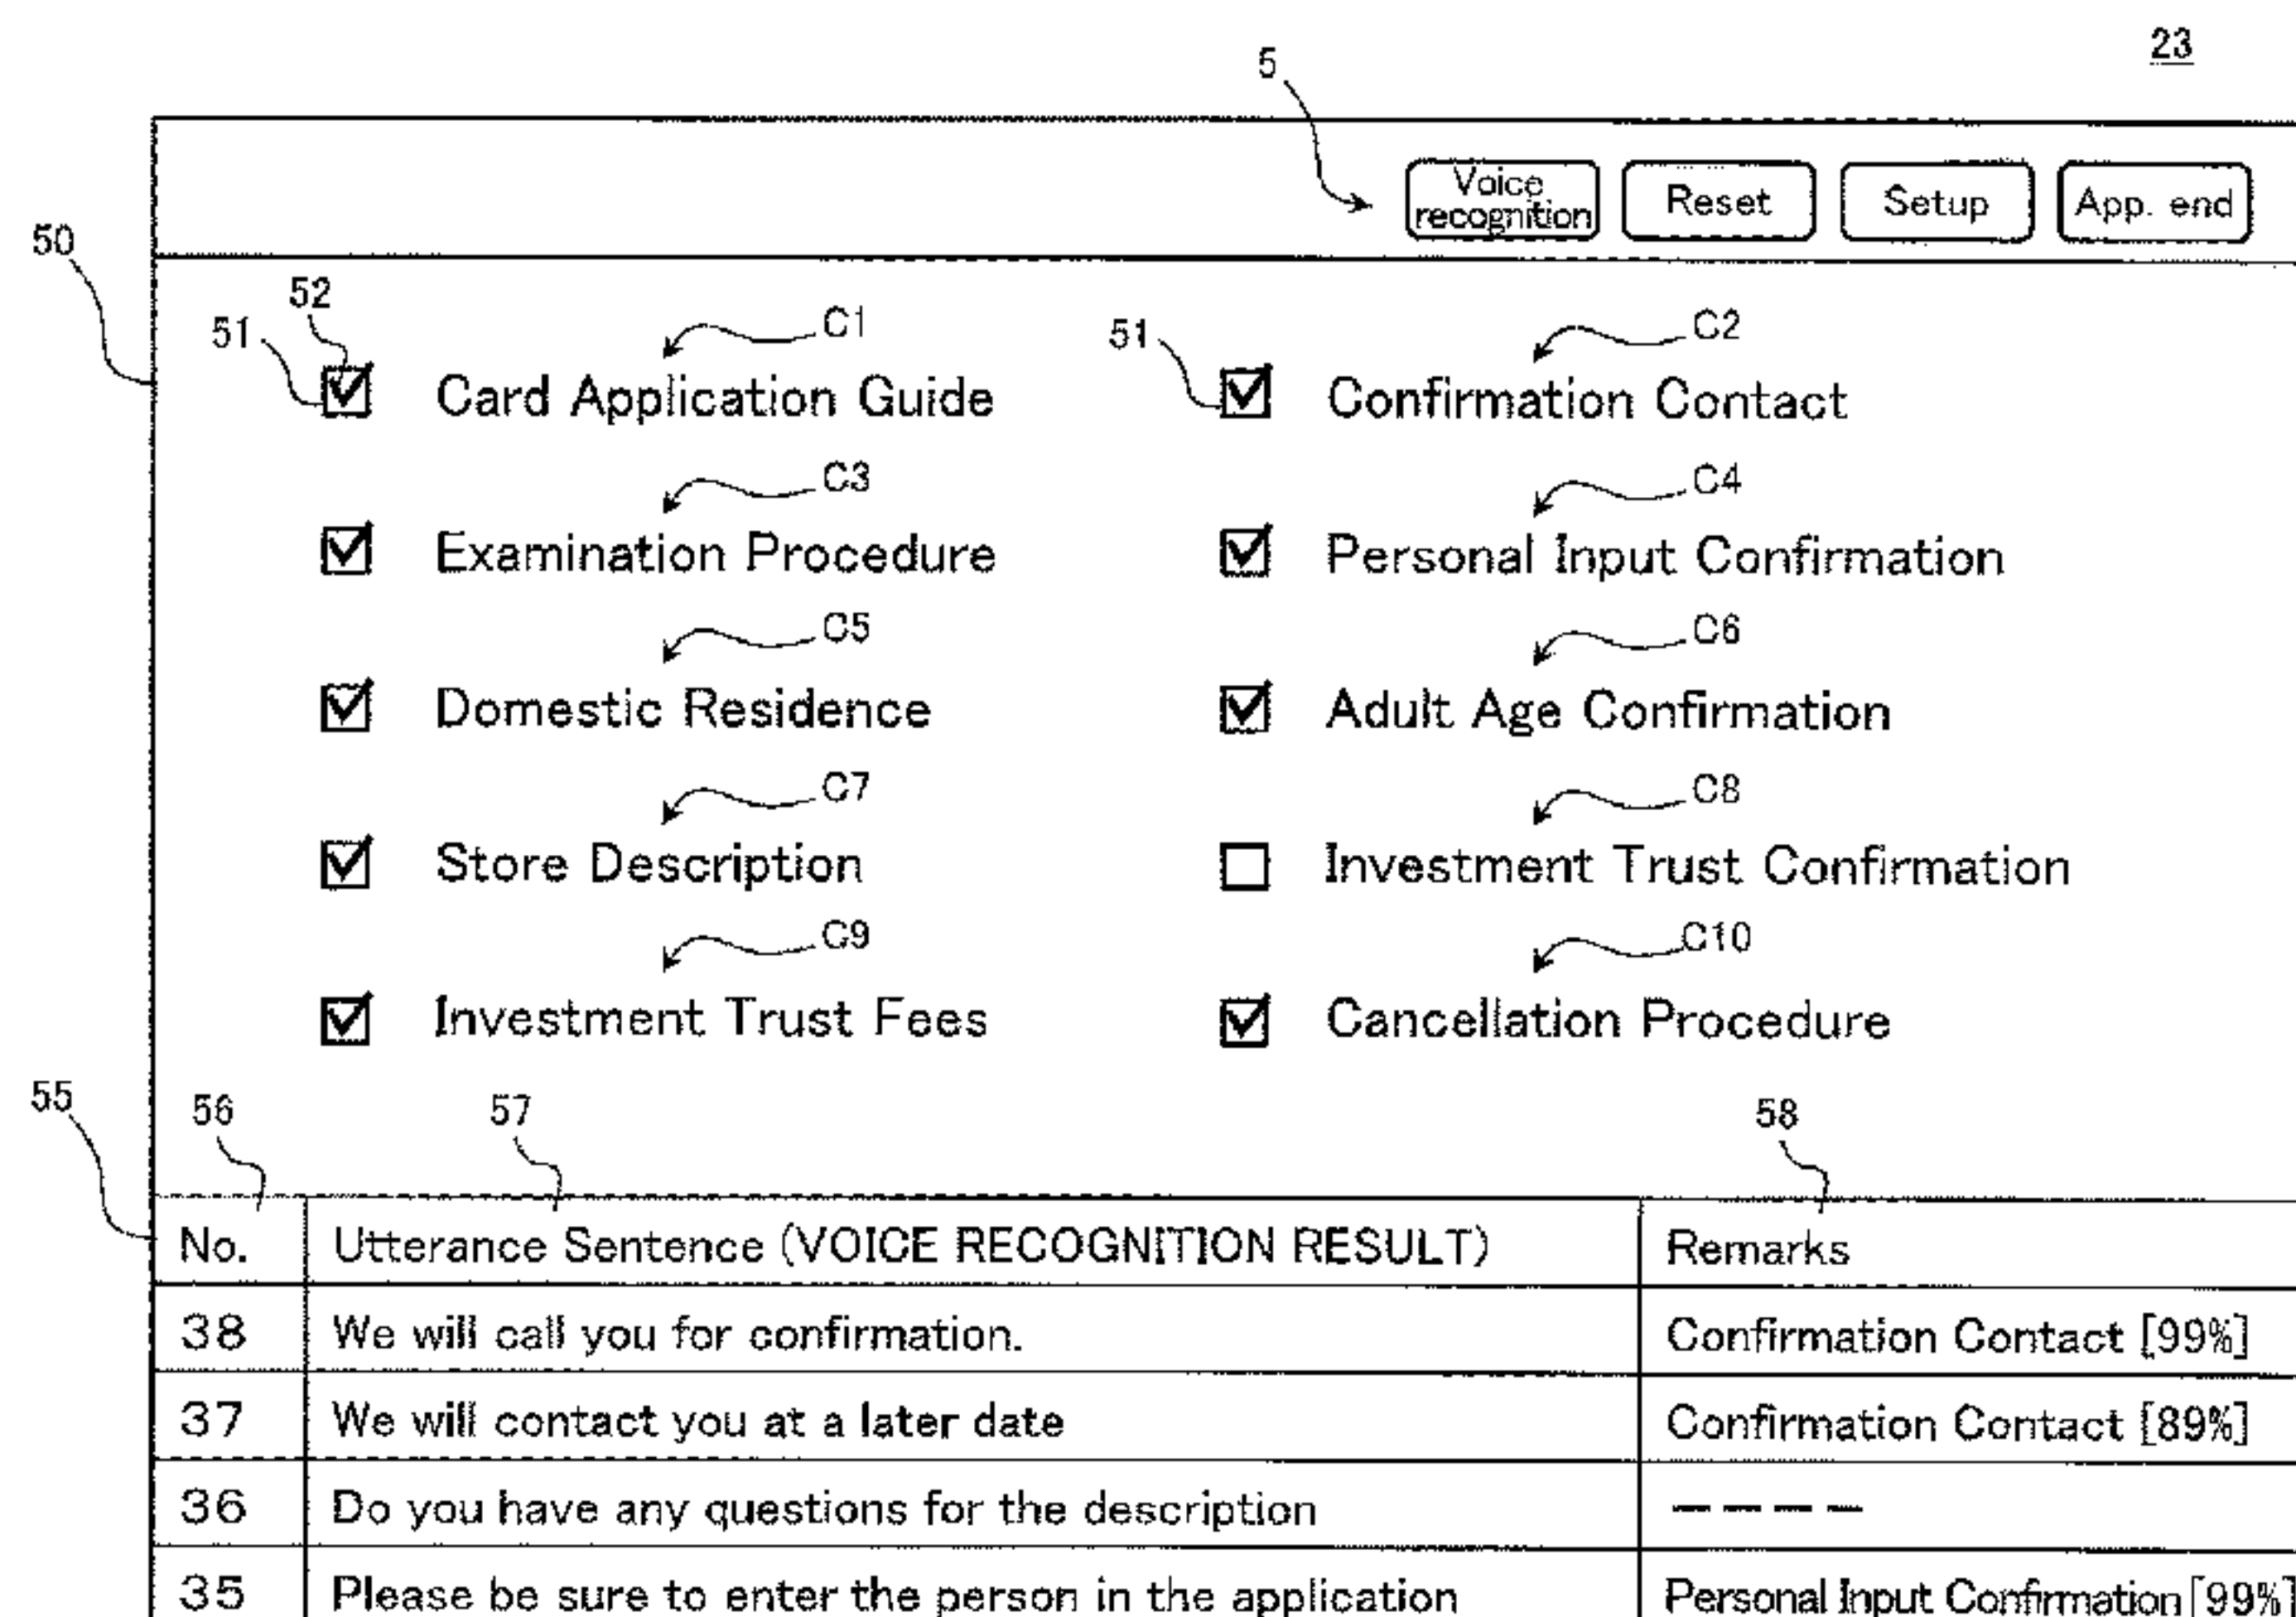 23
5
Voice recognition
Reset
Setup
App. end
50
52
51
C1
51
C2
Card Application Guide
Confirmation Contact
C3
C4
Examination Procedure
Personal Input Confirmation
C5
C6
Domestic Residence
Adult Age Confirmation
C7
C8
Store Description
Investment Trust Confirmation
C9
C10
Investment Trust Fees
Cancellation Procedure
55
56
57
58
No. Utterance Sentence (VOICE RECOGNITION RESULT) Remarks
38 We will call you for confirmation. Confirmation Contact [99%]
37 We will contact you at a later date Confirmation Contact [89%]
36 Do you have any questions for the description – – – –
35 Please be sure to enter the person in the application Personal Input Confirmation [99%]